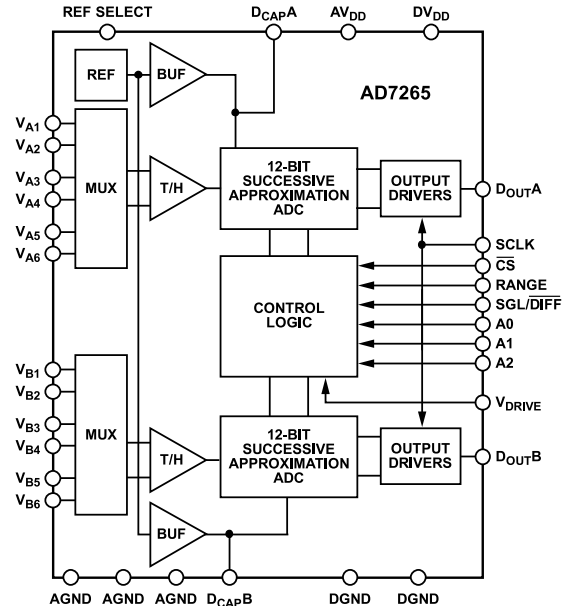 REF SELECT
DCAPA
AVDD
DVDD
REF
BUF
AD7265
VA1
VA2
VA3
VA4
VA5
VA6
MUX
T/H
12-BIT
SUCCESSIVE
APPROXIMATION
ADC
OUTPUT
DRIVERS
DOUTA
SCLK
C̅S̅
RANGE
SGL/D̅I̅F̅F̅
A0
A1
A2
VDRIVE
CONTROL
LOGIC
VB1
VB2
VB3
VB4
VB5
VB6
MUX
T/H
12-BIT
SUCCESSIVE
APPROXIMATION
ADC
OUTPUT
DRIVERS
DOUTB
BUF
AGND
AGND
AGND
DCAPB
DGND
DGND